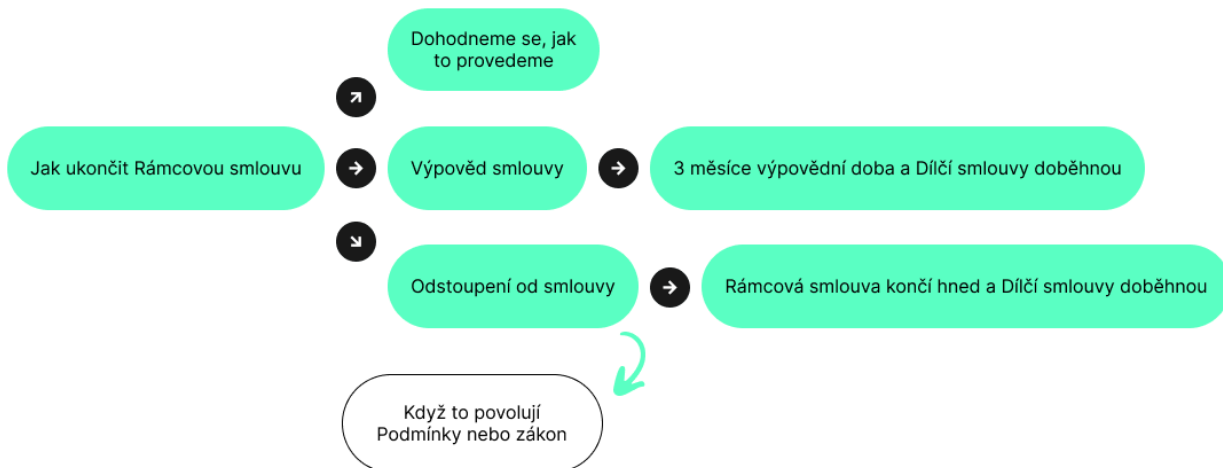 Dohodneme se, jak
to provedeme
Jak ukončit Rámcovou smlouvu
Výpověd smlouvy
3 měsíce výpovědní doba a Dílčí smlouvy doběhnou
Odstoupení od smlouvy
Rámcová smlouva končí hned a Dílčí smlouvy doběhnou
Když to povolují
Podmínky nebo zákon